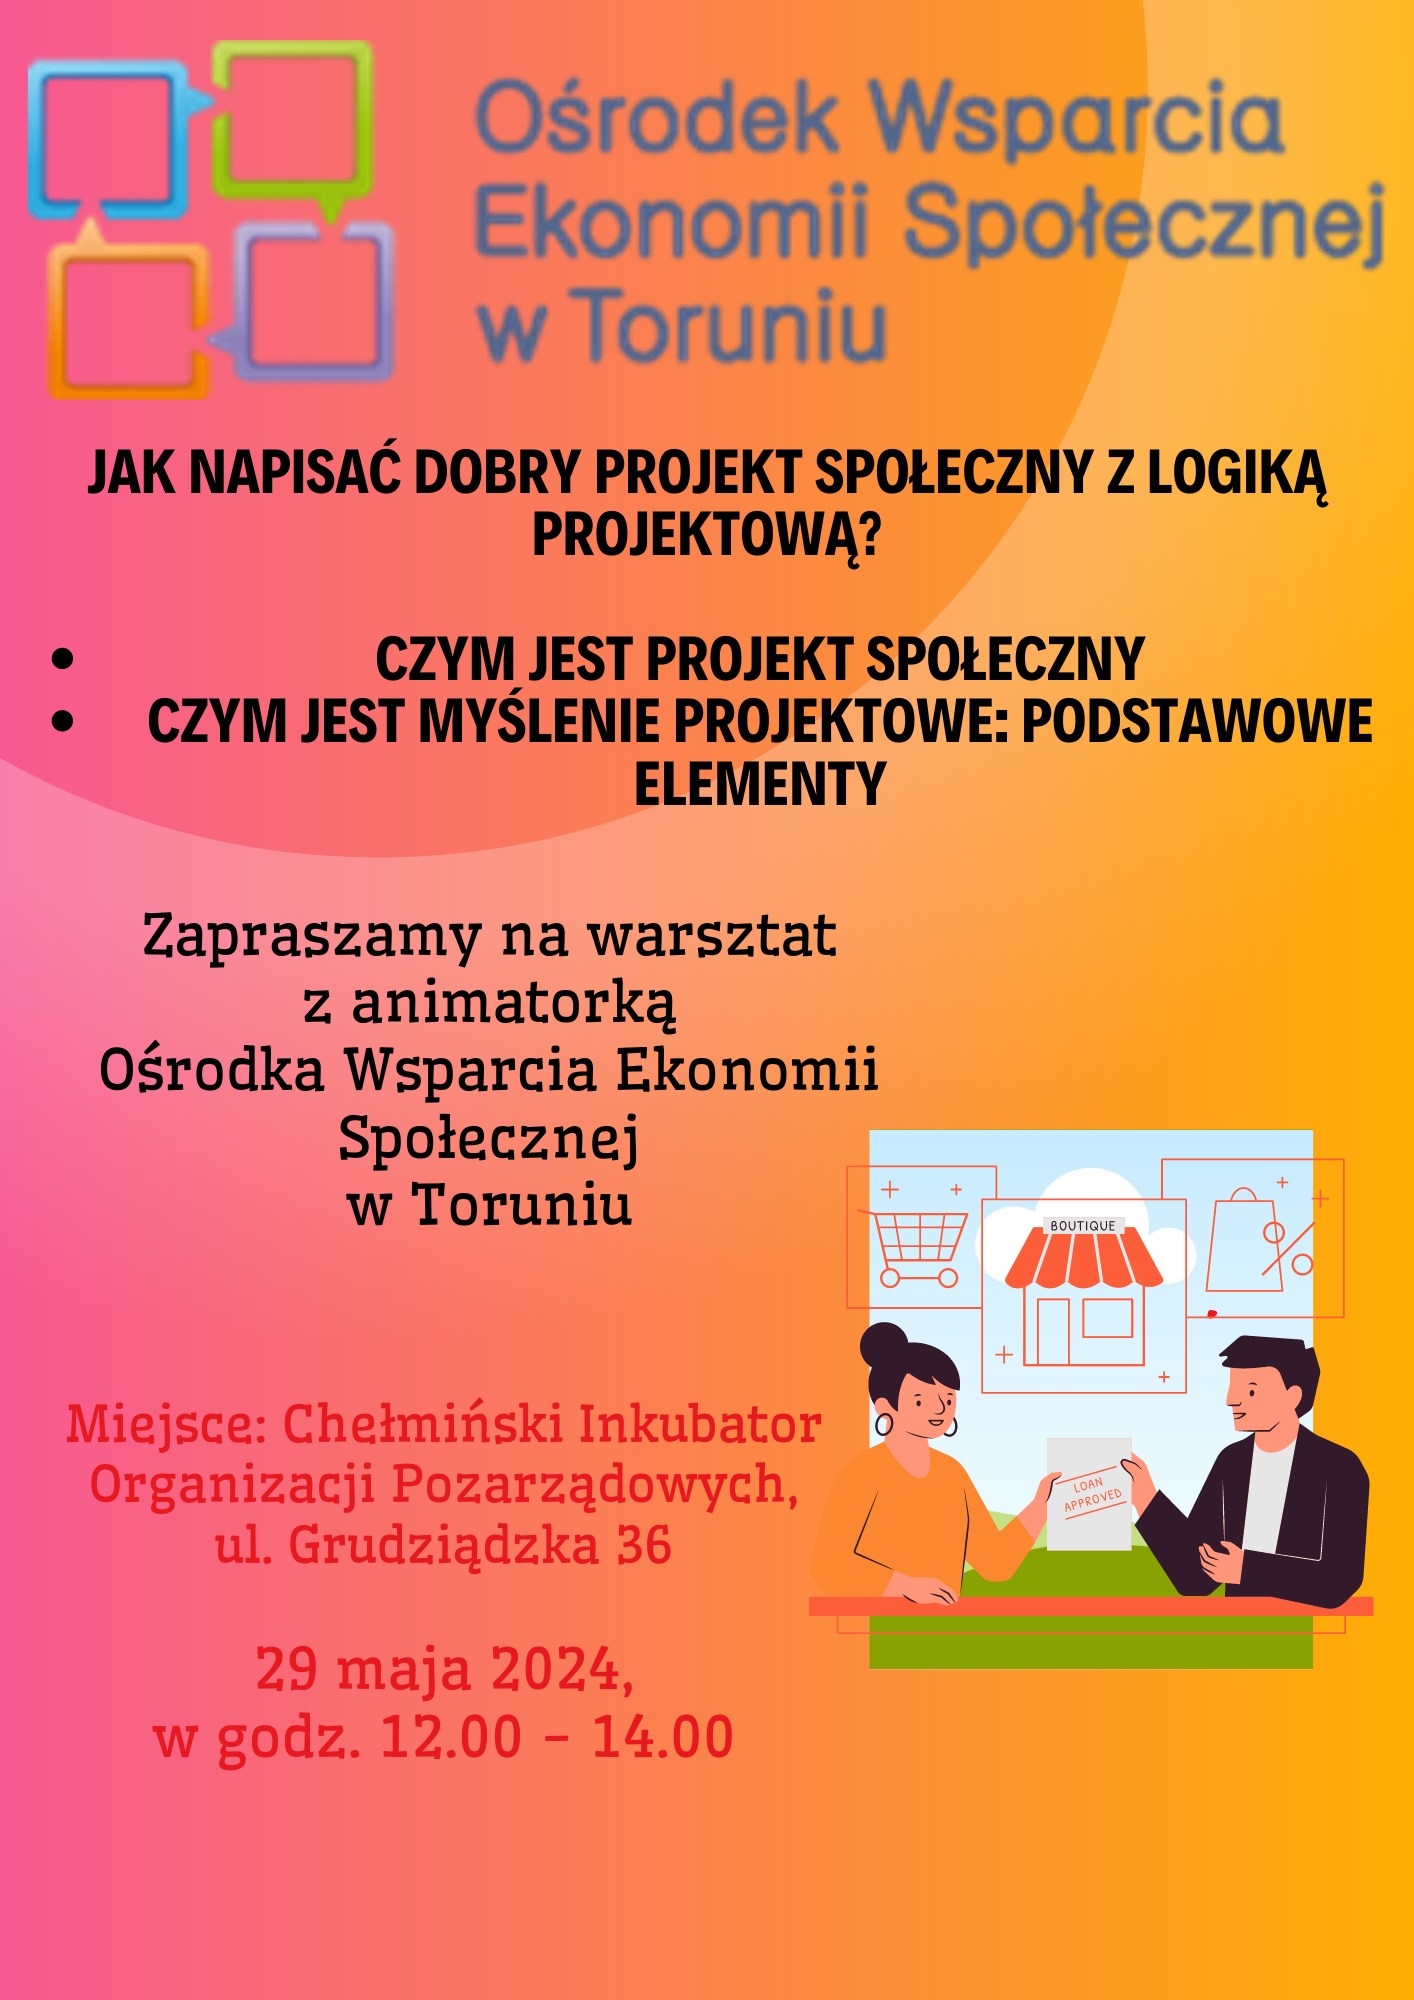 Ośrodek Wsparcia
Ekonomii Społecznej
w Toruniu
JAK NAPISAĆ DOBRY PROJEKT SPOŁECZNY Z LOGIKĄ
PROJEKTOWĄ?
• CZYM JEST PROJEKT SPOŁECZNY
• CZYM JEST MYŚLENIE PROJEKTOWE: PODSTAWOWE
ELEMENTY
Zapraszamy na warsztat
z animatorką
Ośrodka Wsparcia Ekonomii
Społecznej
w Toruniu
BOUTIQUE
LOAN
APPROVED
Miejsce: Chełmiński Inkubator
Organizacji Pozarządowych,
ul. Grudziądzka 36
29 maja 2024,
w godz. 12.00 – 14.00